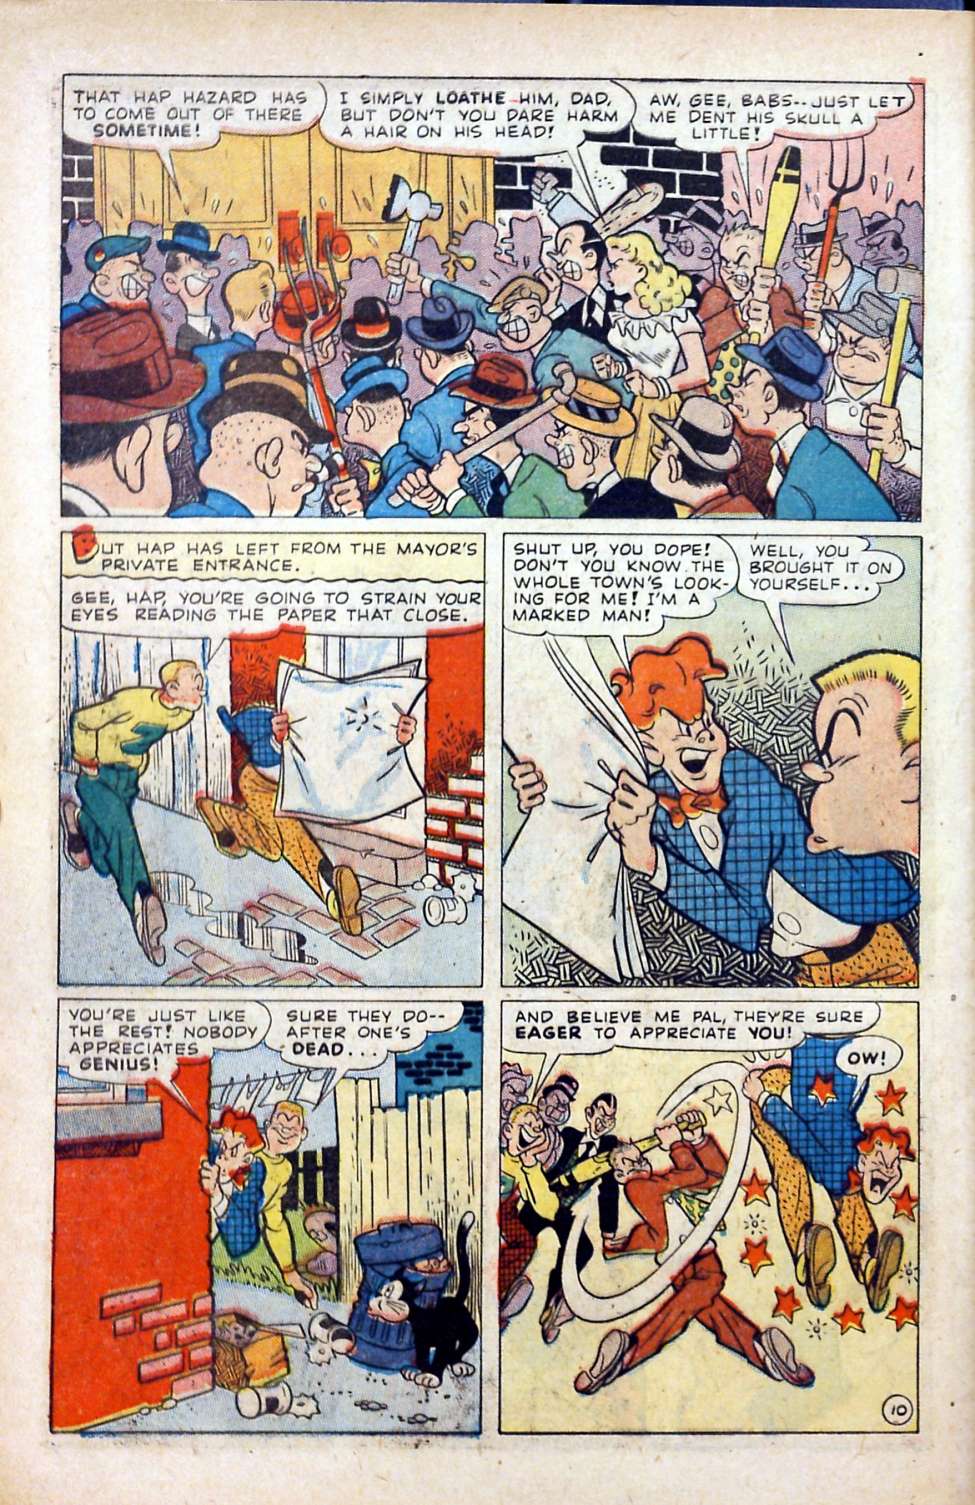 THAT HAP HAZARD HAS
TO COME OUT OF THERE
SOMETIME!
I SIMPLY LOATHE HIM, DAD,
BUT DON'T YOU DARE HARM
A HAIR ON HIS HEAD!
AW, GEE, BABS--JUST LET
ME DENT HIS SKULL A
LITTLE!
BUT HAP HAS LEFT FROM THE MAYOR'S
PRIVATE ENTRANCE.
GEE, HAP, YOU'RE GOING TO STRAIN YOUR
EYES READING THE PAPER THAT CLOSE.
SHUT UP, YOU DOPE!
DON'T YOU KNOW THE
WHOLE TOWN'S LOOK-
ING FOR ME! I'M A
MARKED MAN!
WELL, YOU
BROUGHT IT ON
YOURSELF...
YOU'RE JUST LIKE
THE REST! NOBODY
APPRECIATES
GENIUS!
SURE THEY DO--
AFTER ONE'S
DEAD...
AND BELIEVE ME PAL, THEY'RE SURE
EAGER TO APPRECIATE YOU!
OW!
10